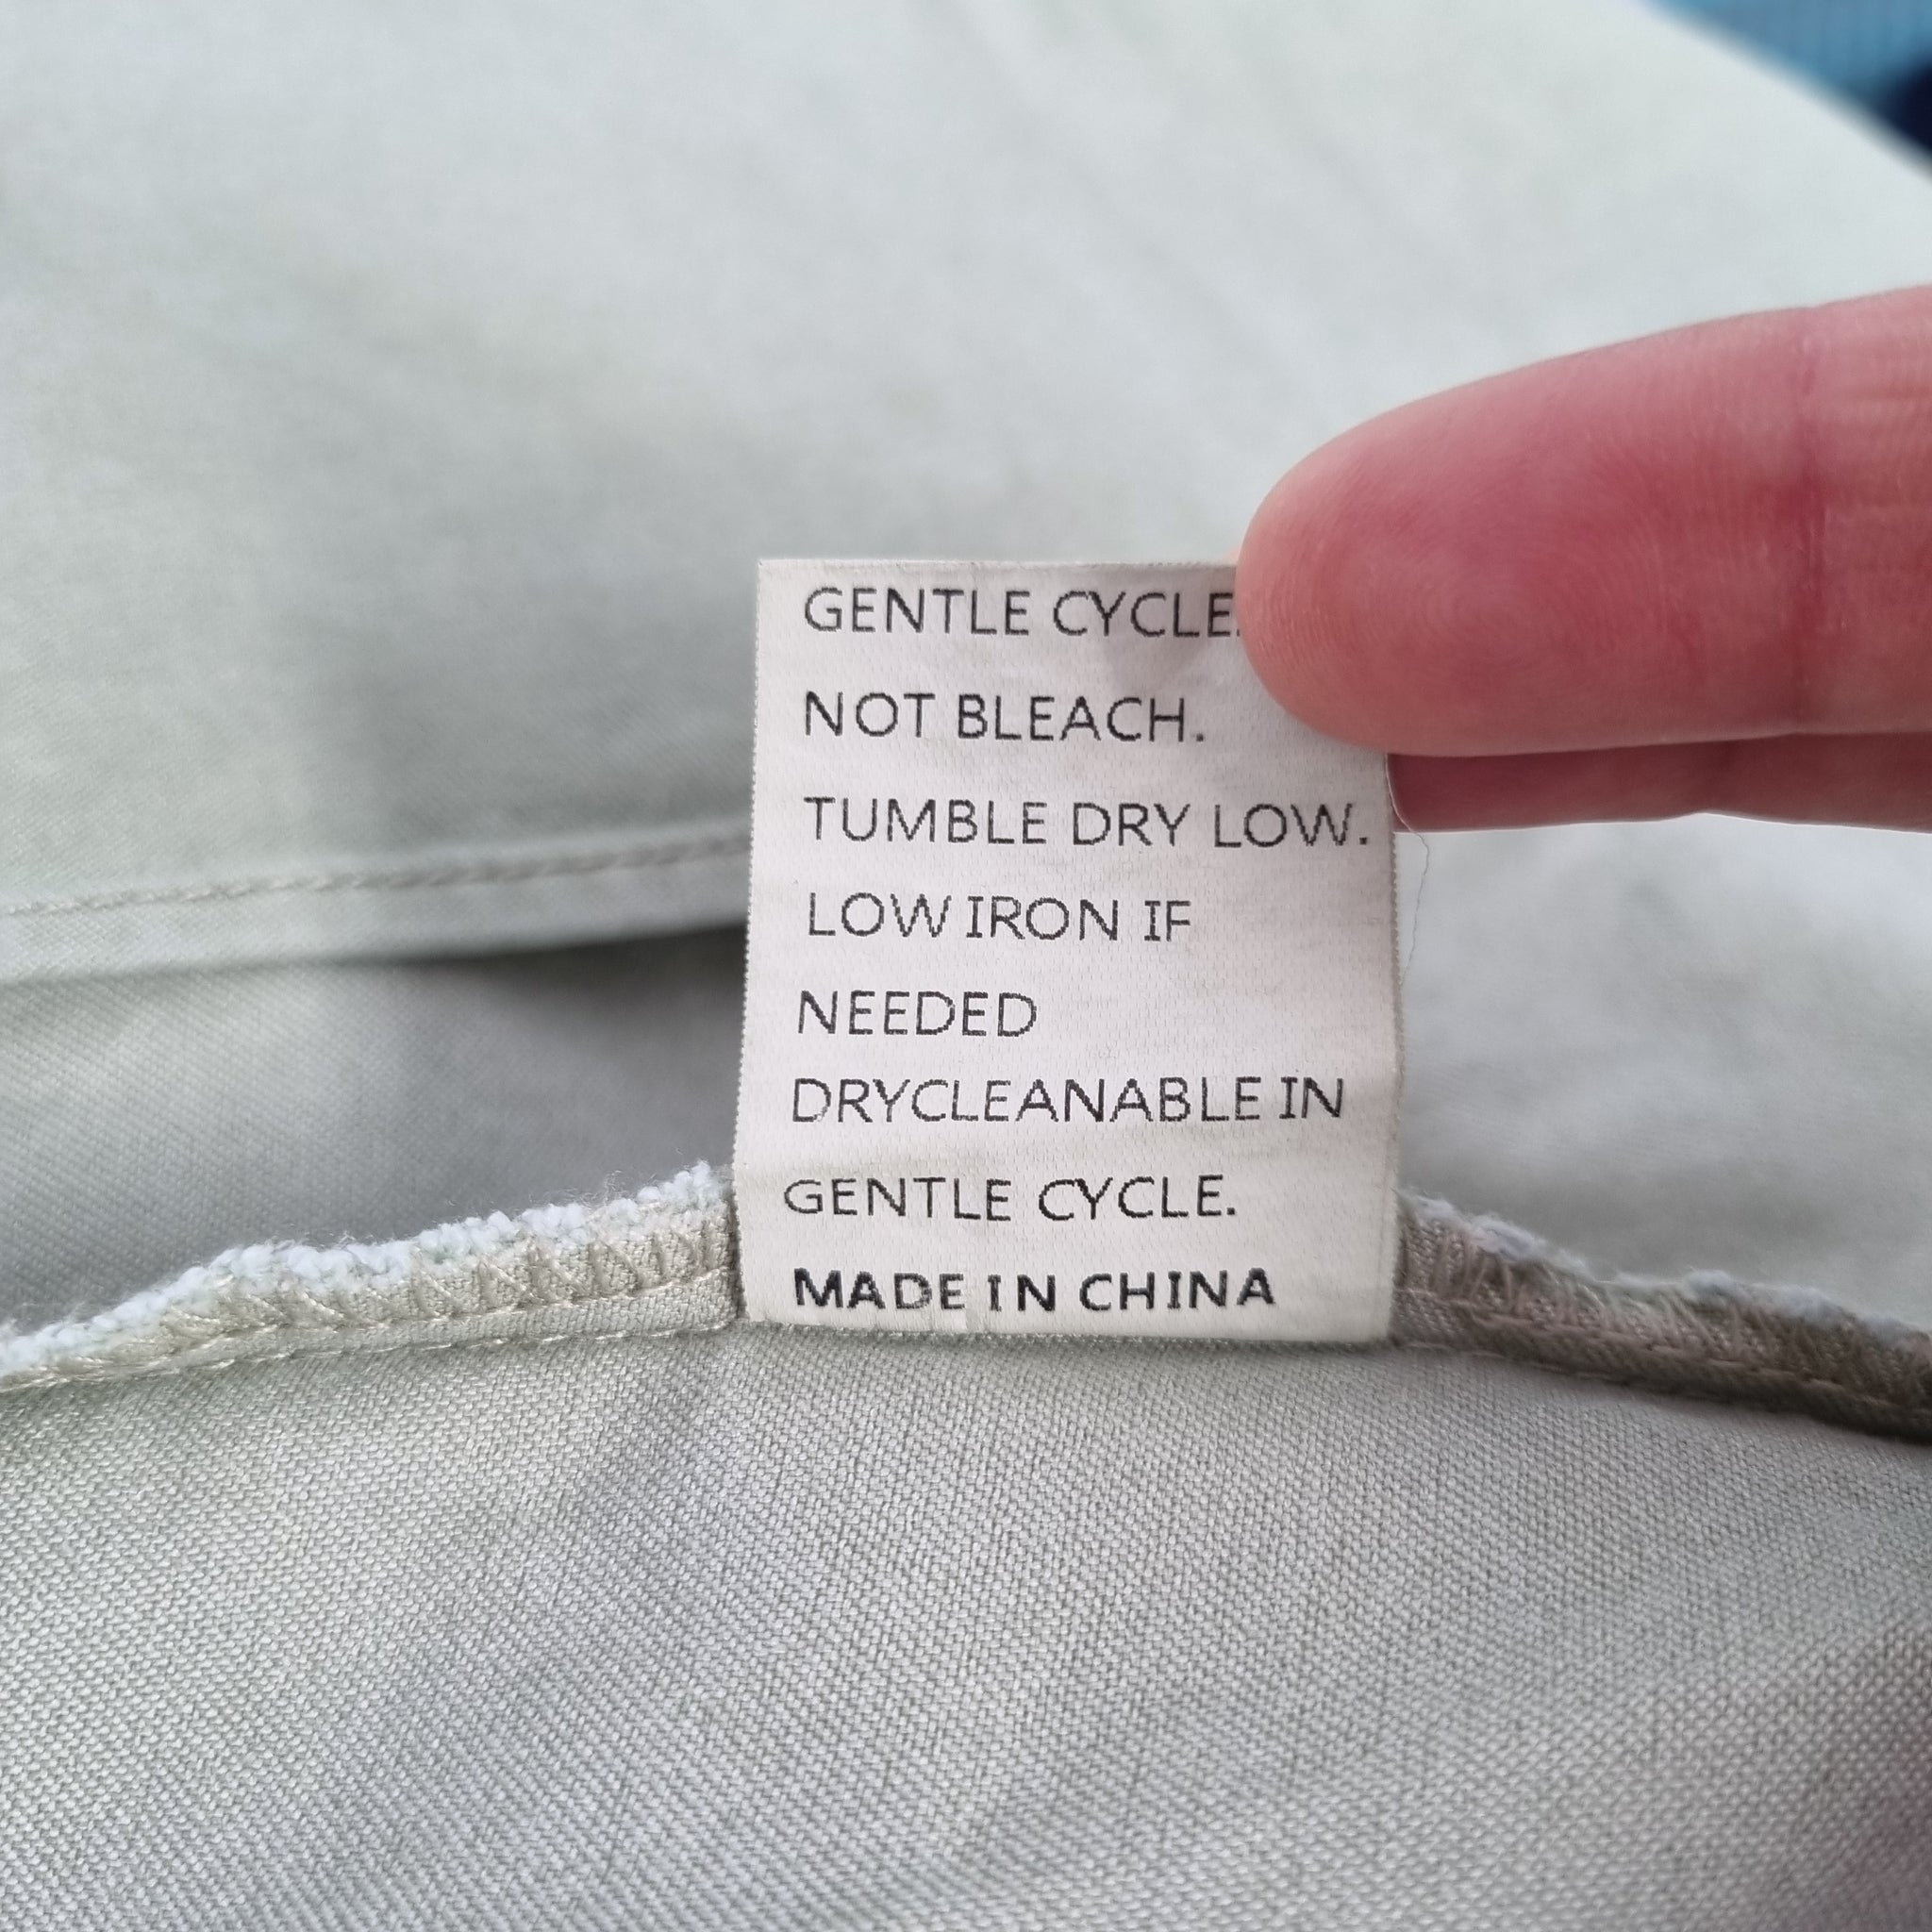 GENTLE CYCLE.
NOT BLEACH.
TUMBLE DRY LOW.
LOW IRON IF
NEEDED
DRYCLEANABLE IN
GENTLE CYCLE.
MADE IN CHINA